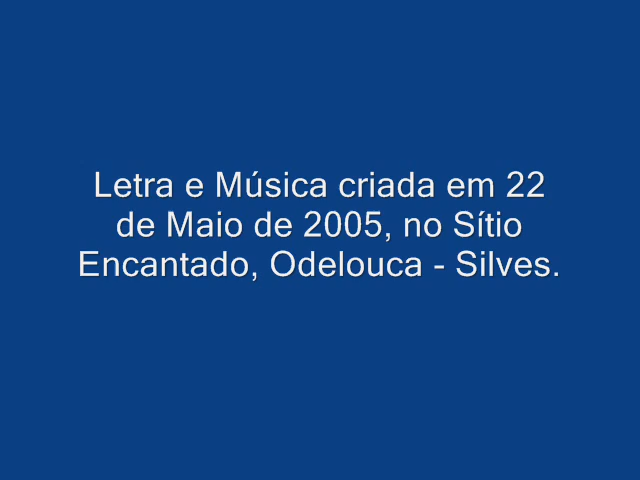 Letra e Música criada em 22
de Maio de 2005, no Sítio
Encantado, Odelouca - Silves.